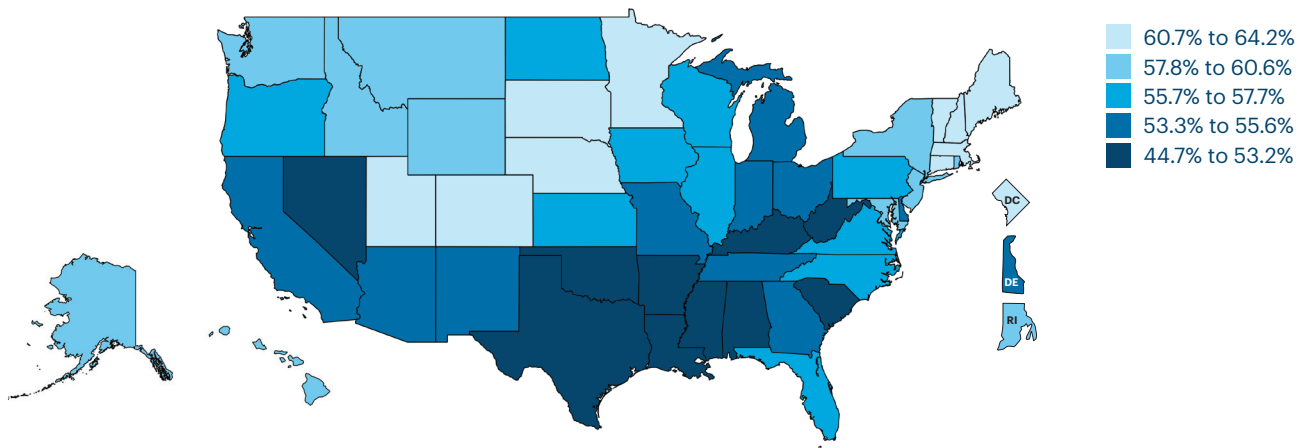 60.7% to 64.2%
57.8% to 60.6%
55.7% to 57.7%
53.3% to 55.6%
44.7% to 53.2%
DC
DE
RI